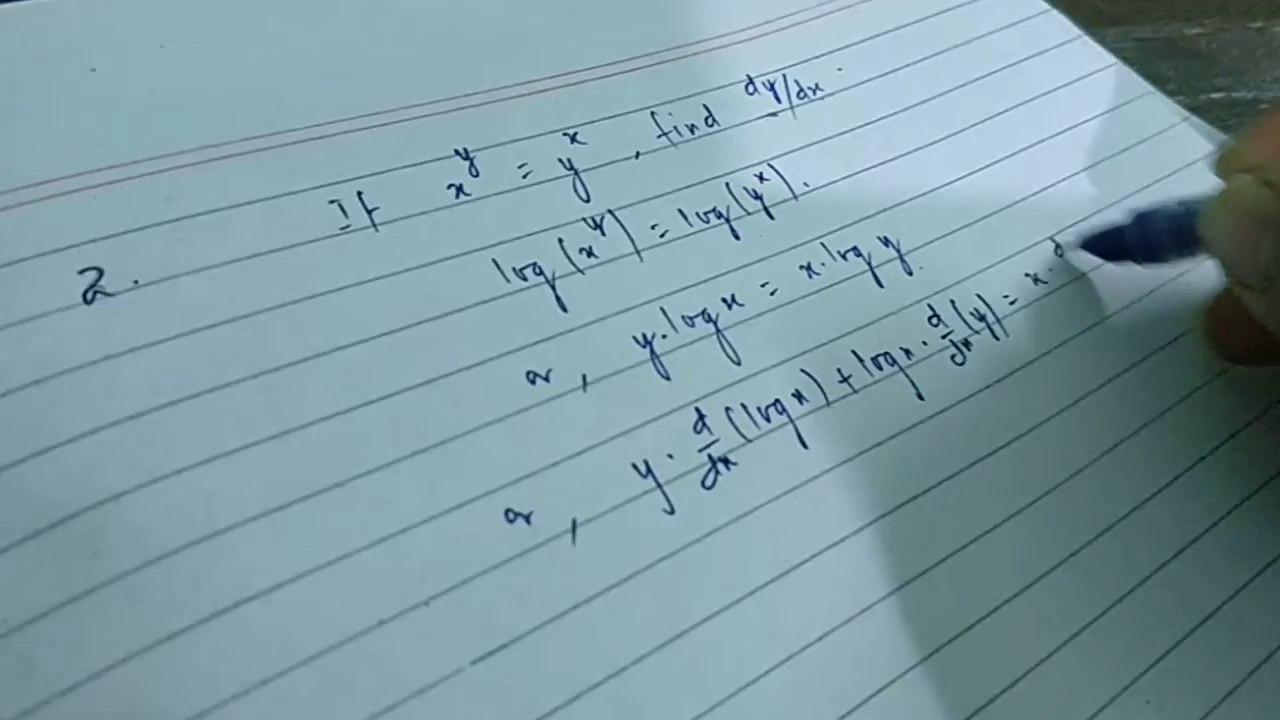 2. If x^y = y^x, find dy/dx.
log(x^y) = log(y^x).
or, y·log x = x·log y.
or, y· d/dx (log x) + log x · d/dx (y) = x· d